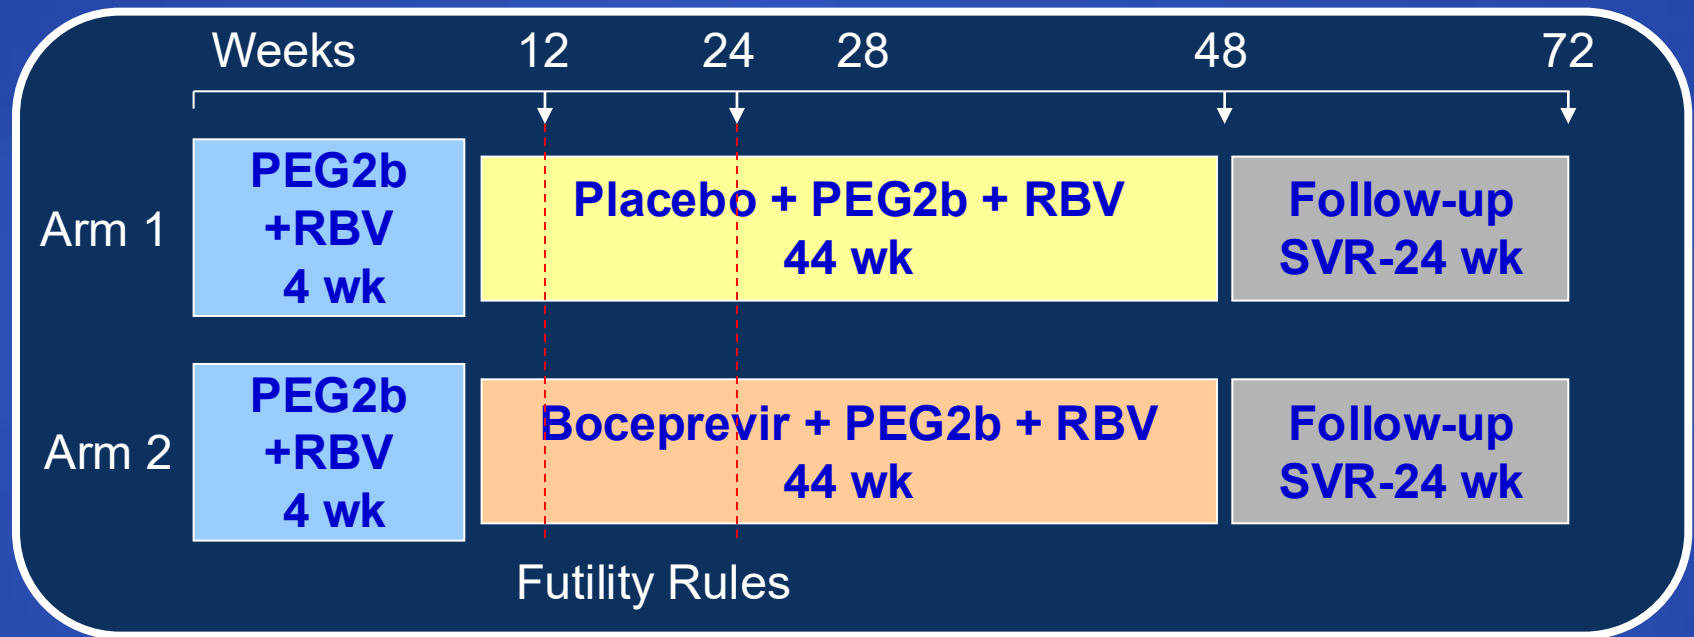 Weeks 12 24 28 48 72
Arm 1
PEG2b
+RBV
4 wk
Placebo + PEG2b + RBV
44 wk
Follow-up
SVR-24 wk
Arm 2
PEG2b
+RBV
4 wk
Boceprevir + PEG2b + RBV
44 wk
Follow-up
SVR-24 wk
Futility Rules